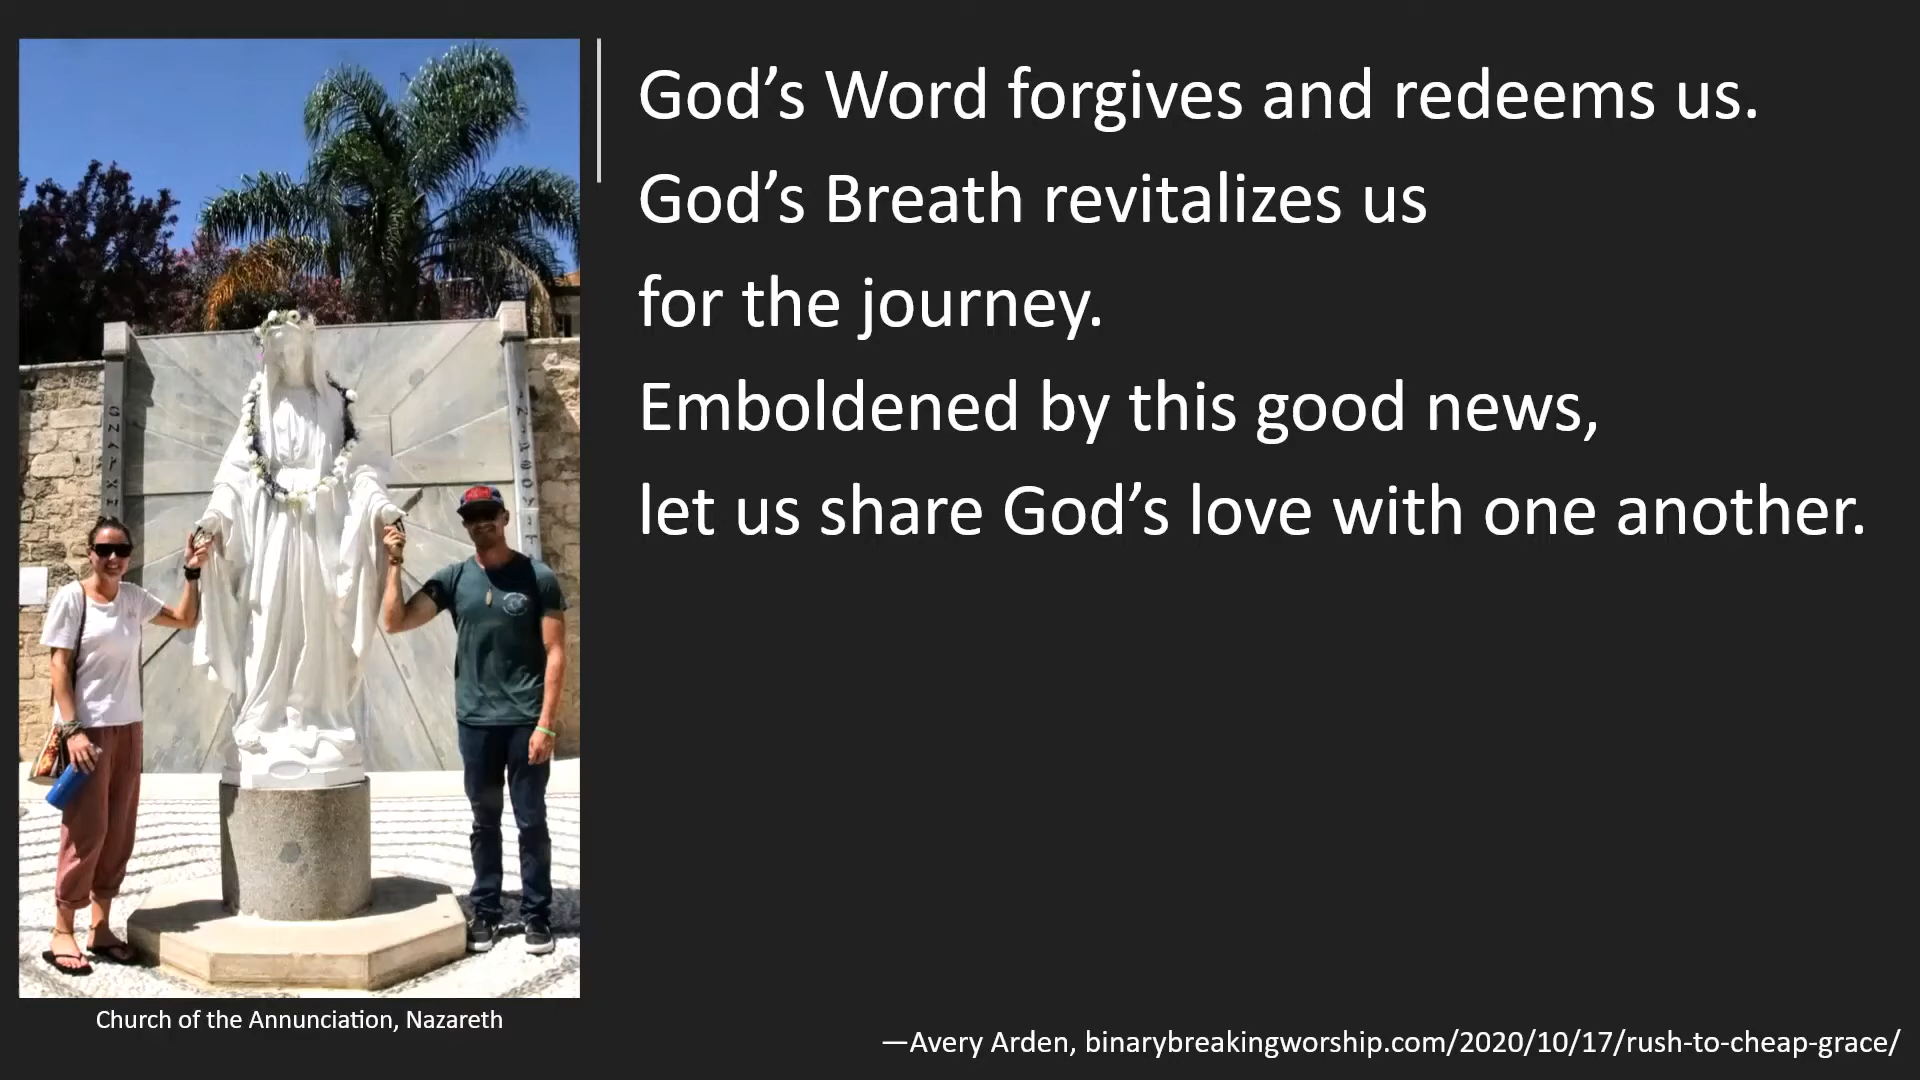 God’s Word forgives and redeems us.
God’s Breath revitalizes us
for the journey.
Emboldened by this good news,
let us share God’s love with one another.
Church of the Annunciation, Nazareth
—Avery Arden, binarybreakingworship.com/2020/10/17/rush-to-cheap-grace/